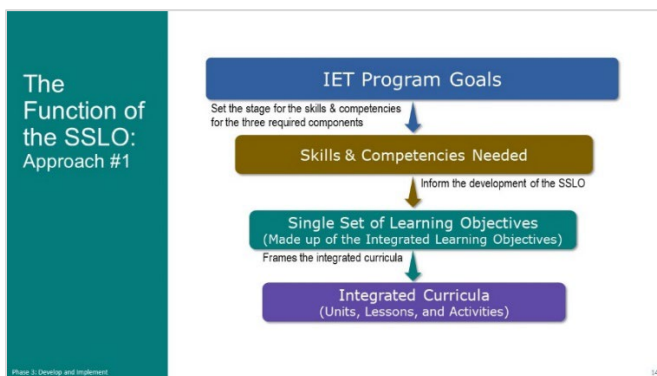 The
Function of
the SSLO:
Approach #1
IET Program Goals
Set the stage for the skills & competencies
for the three required components
Skills & Competencies Needed
Inform the development of the SSLO
Single Set of Learning Objectives
(Made up of the Integrated Learning Objectives)
Frames the integrated curricula
Integrated Curricula
(Units, Lessons, and Activities)
Phase 3: Develop and Implement
14